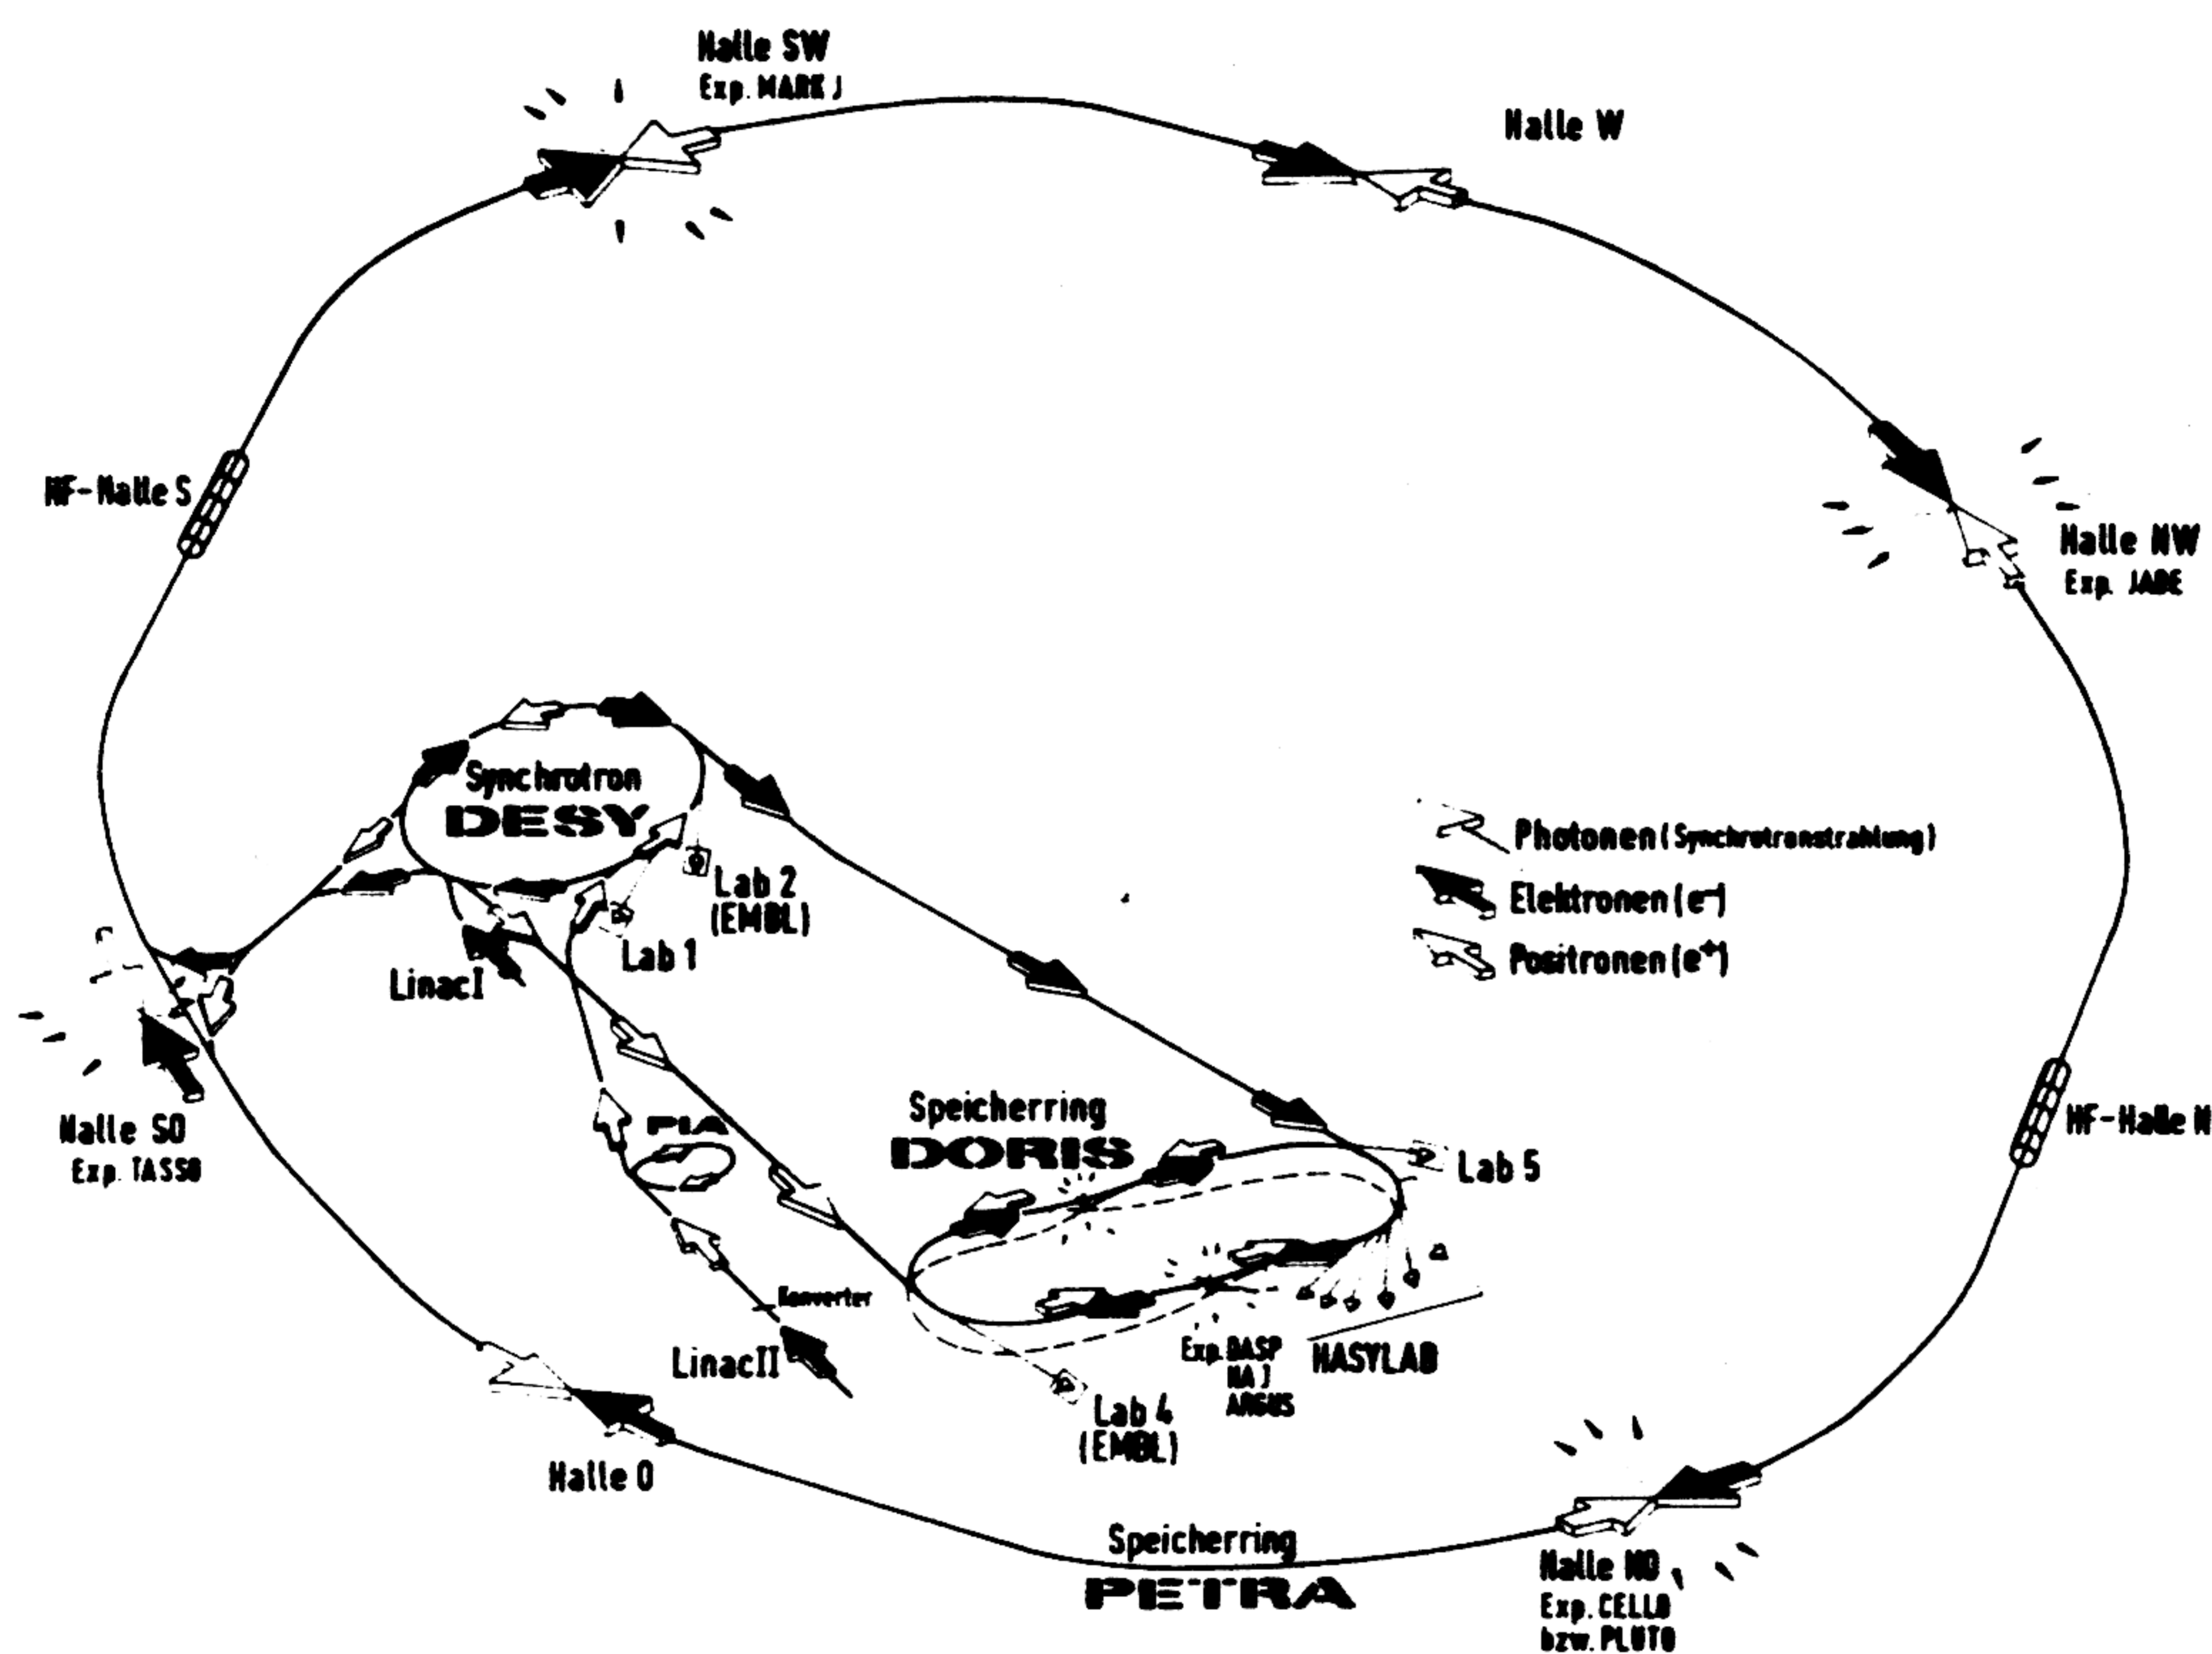 Halle SW
Exp. MARK J
Halle W
HF-Halle S
Halle NW
Exp. JADE
Synchrotron
DESY
Photonen (Synchrotronstrahlung)
Elektronen (e-)
Positronen (e+)
Lab 2
(EMBL)
Lab 1
Linac I
Halle SO
Exp. TASSO
PIA
Speicherring
DORIS
Lab 5
HF-Halle N
Konverter
Linac II
Exp. DASP
NA J
ARGUS
HASYLAB
Lab 4
(EMBL)
Halle O
Speicherring
PETRA
Halle NO
Exp. CELLO
bzw. PLUTO